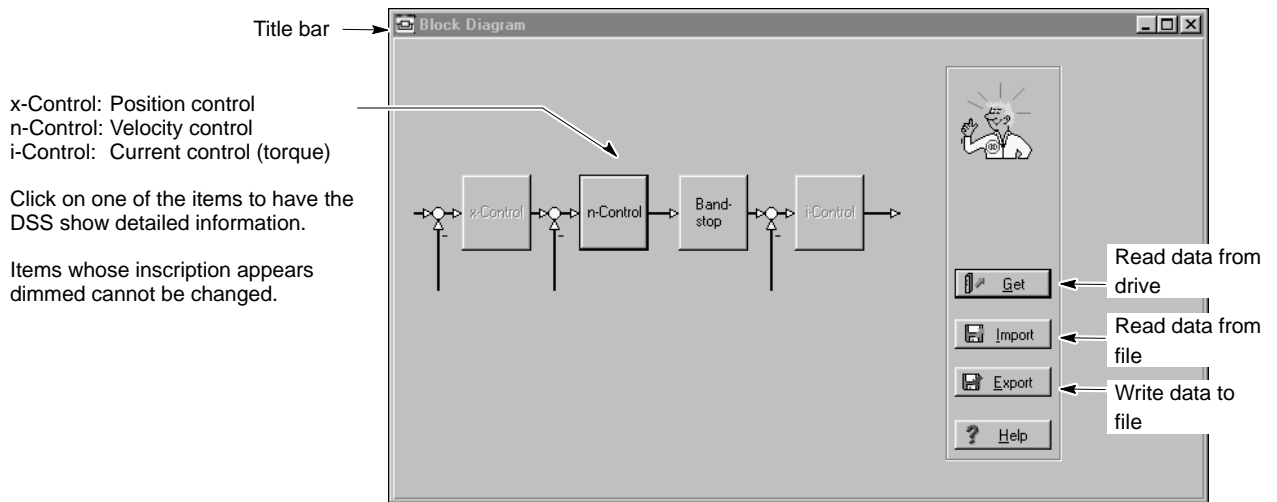 Title bar
Block Diagram
x-Control: Position control
n-Control: Velocity control
i-Control: Current control (torque)
Click on one of the items to have the
DSS show detailed information.
Items whose inscription appears
dimmed cannot be changed.
x-Control
n-Control
Band-
stop
i-Control
-
-
-
Get
Import
Export
Help
Read data from
drive
Read data from
file
Write data to
file